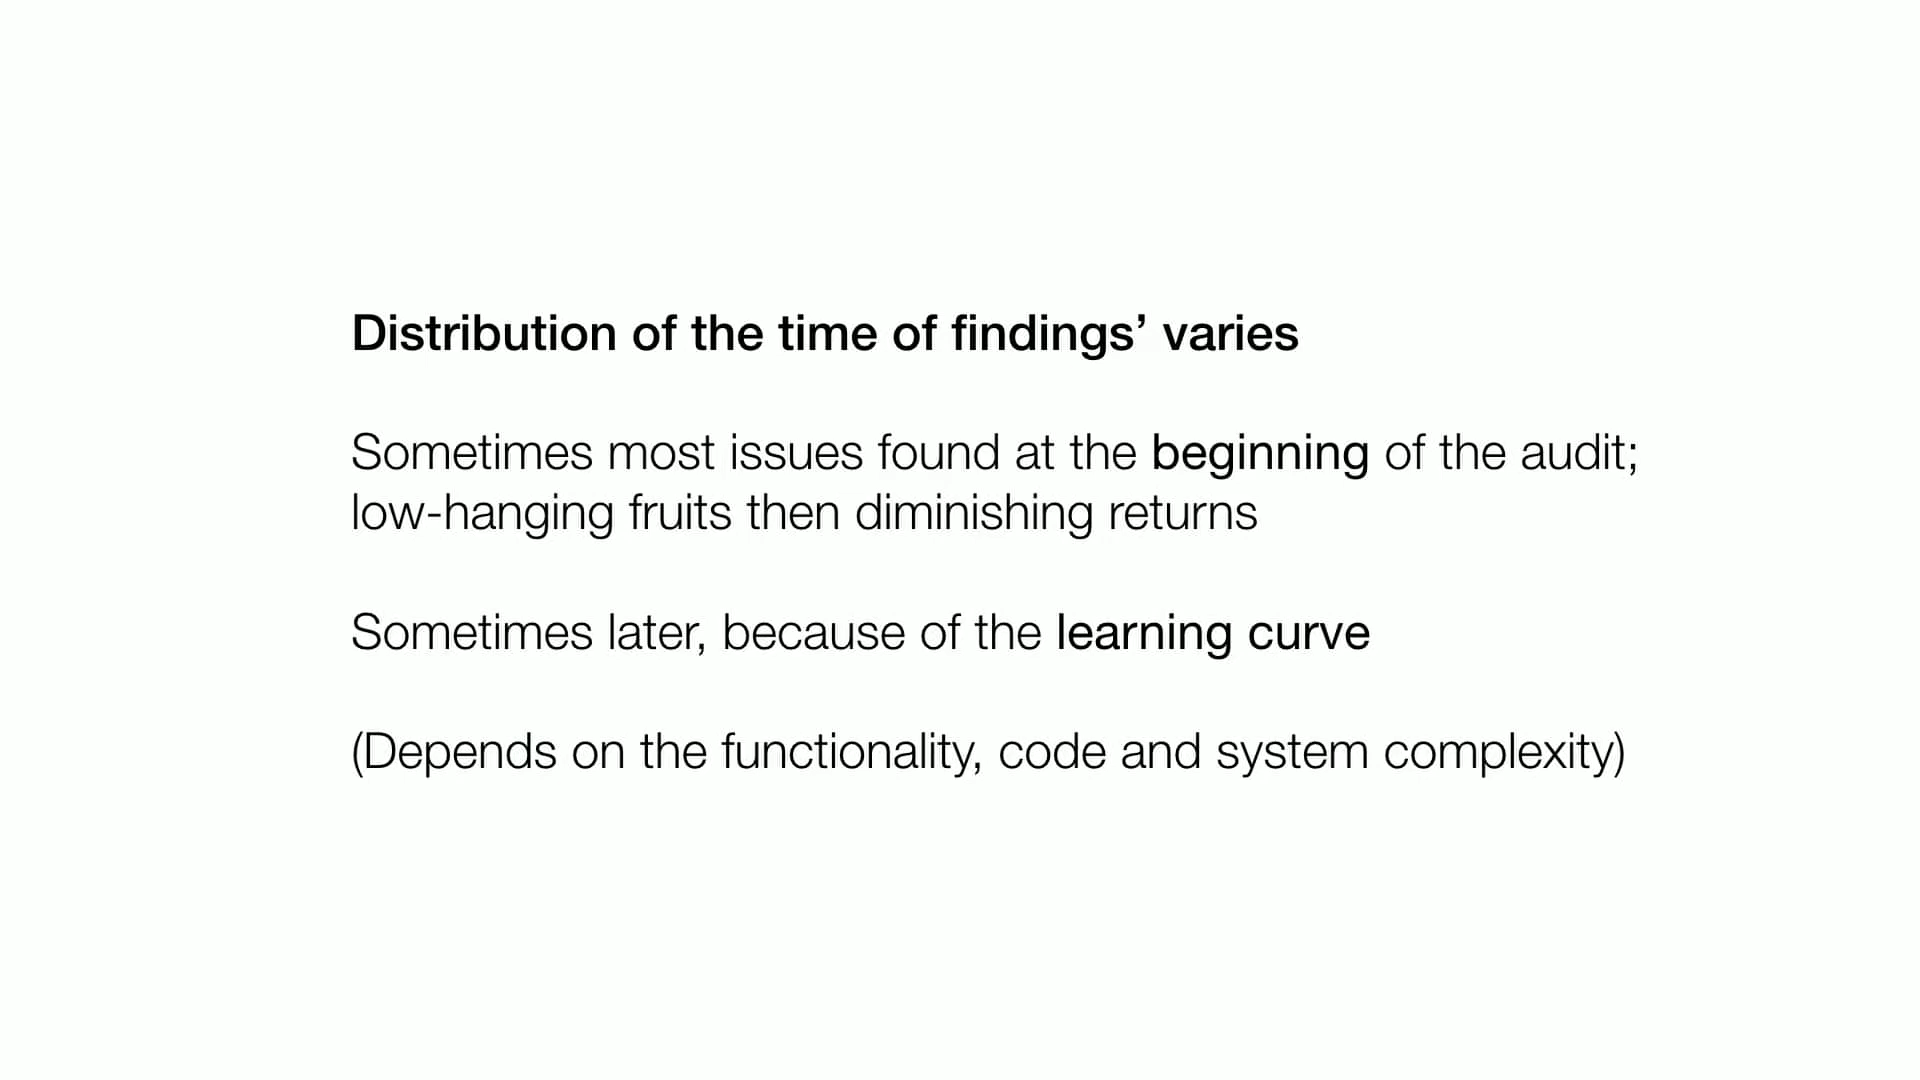 Distribution of the time of findings’ varies
Sometimes most issues found at the beginning of the audit;
low-hanging fruits then diminishing returns
Sometimes later, because of the learning curve
(Depends on the functionality, code and system complexity)